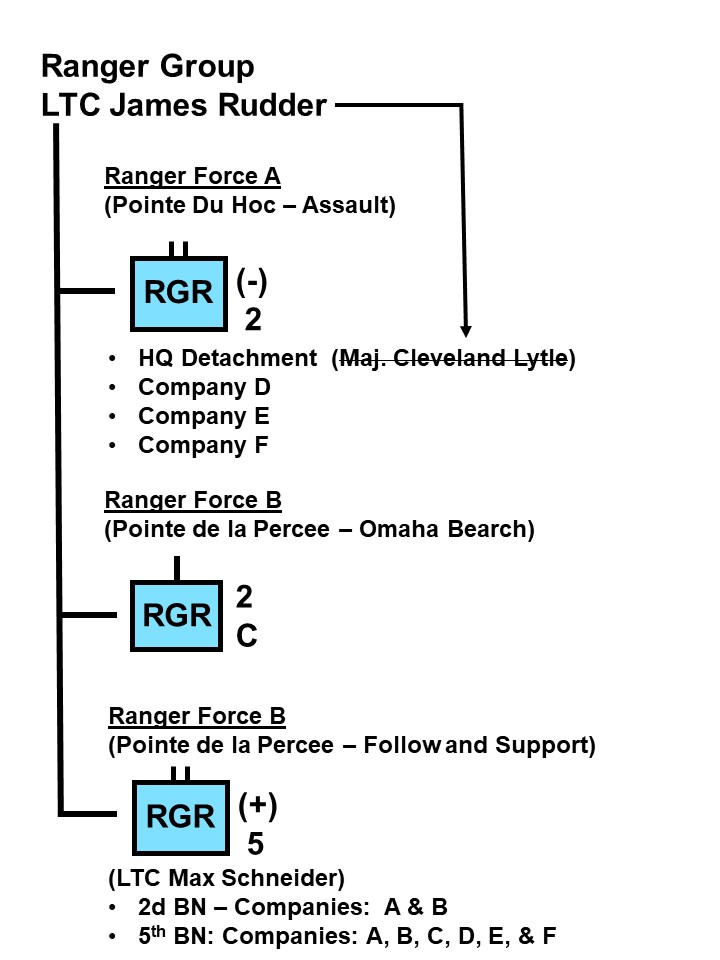 Ranger Group
LTC James Rudder
Ranger Force A
(Pointe Du Hoc – Assault)
RGR (-)
2
• HQ Detachment (Maj. Cleveland Lytle)
• Company D
• Company E
• Company F
Ranger Force B
(Pointe de la Percee – Omaha Bearch)
RGR 2
C
Ranger Force B
(Pointe de la Percee – Follow and Support)
RGR (+)
5
(LTC Max Schneider)
• 2d BN – Companies: A & B
• 5th BN: Companies: A, B, C, D, E, & F